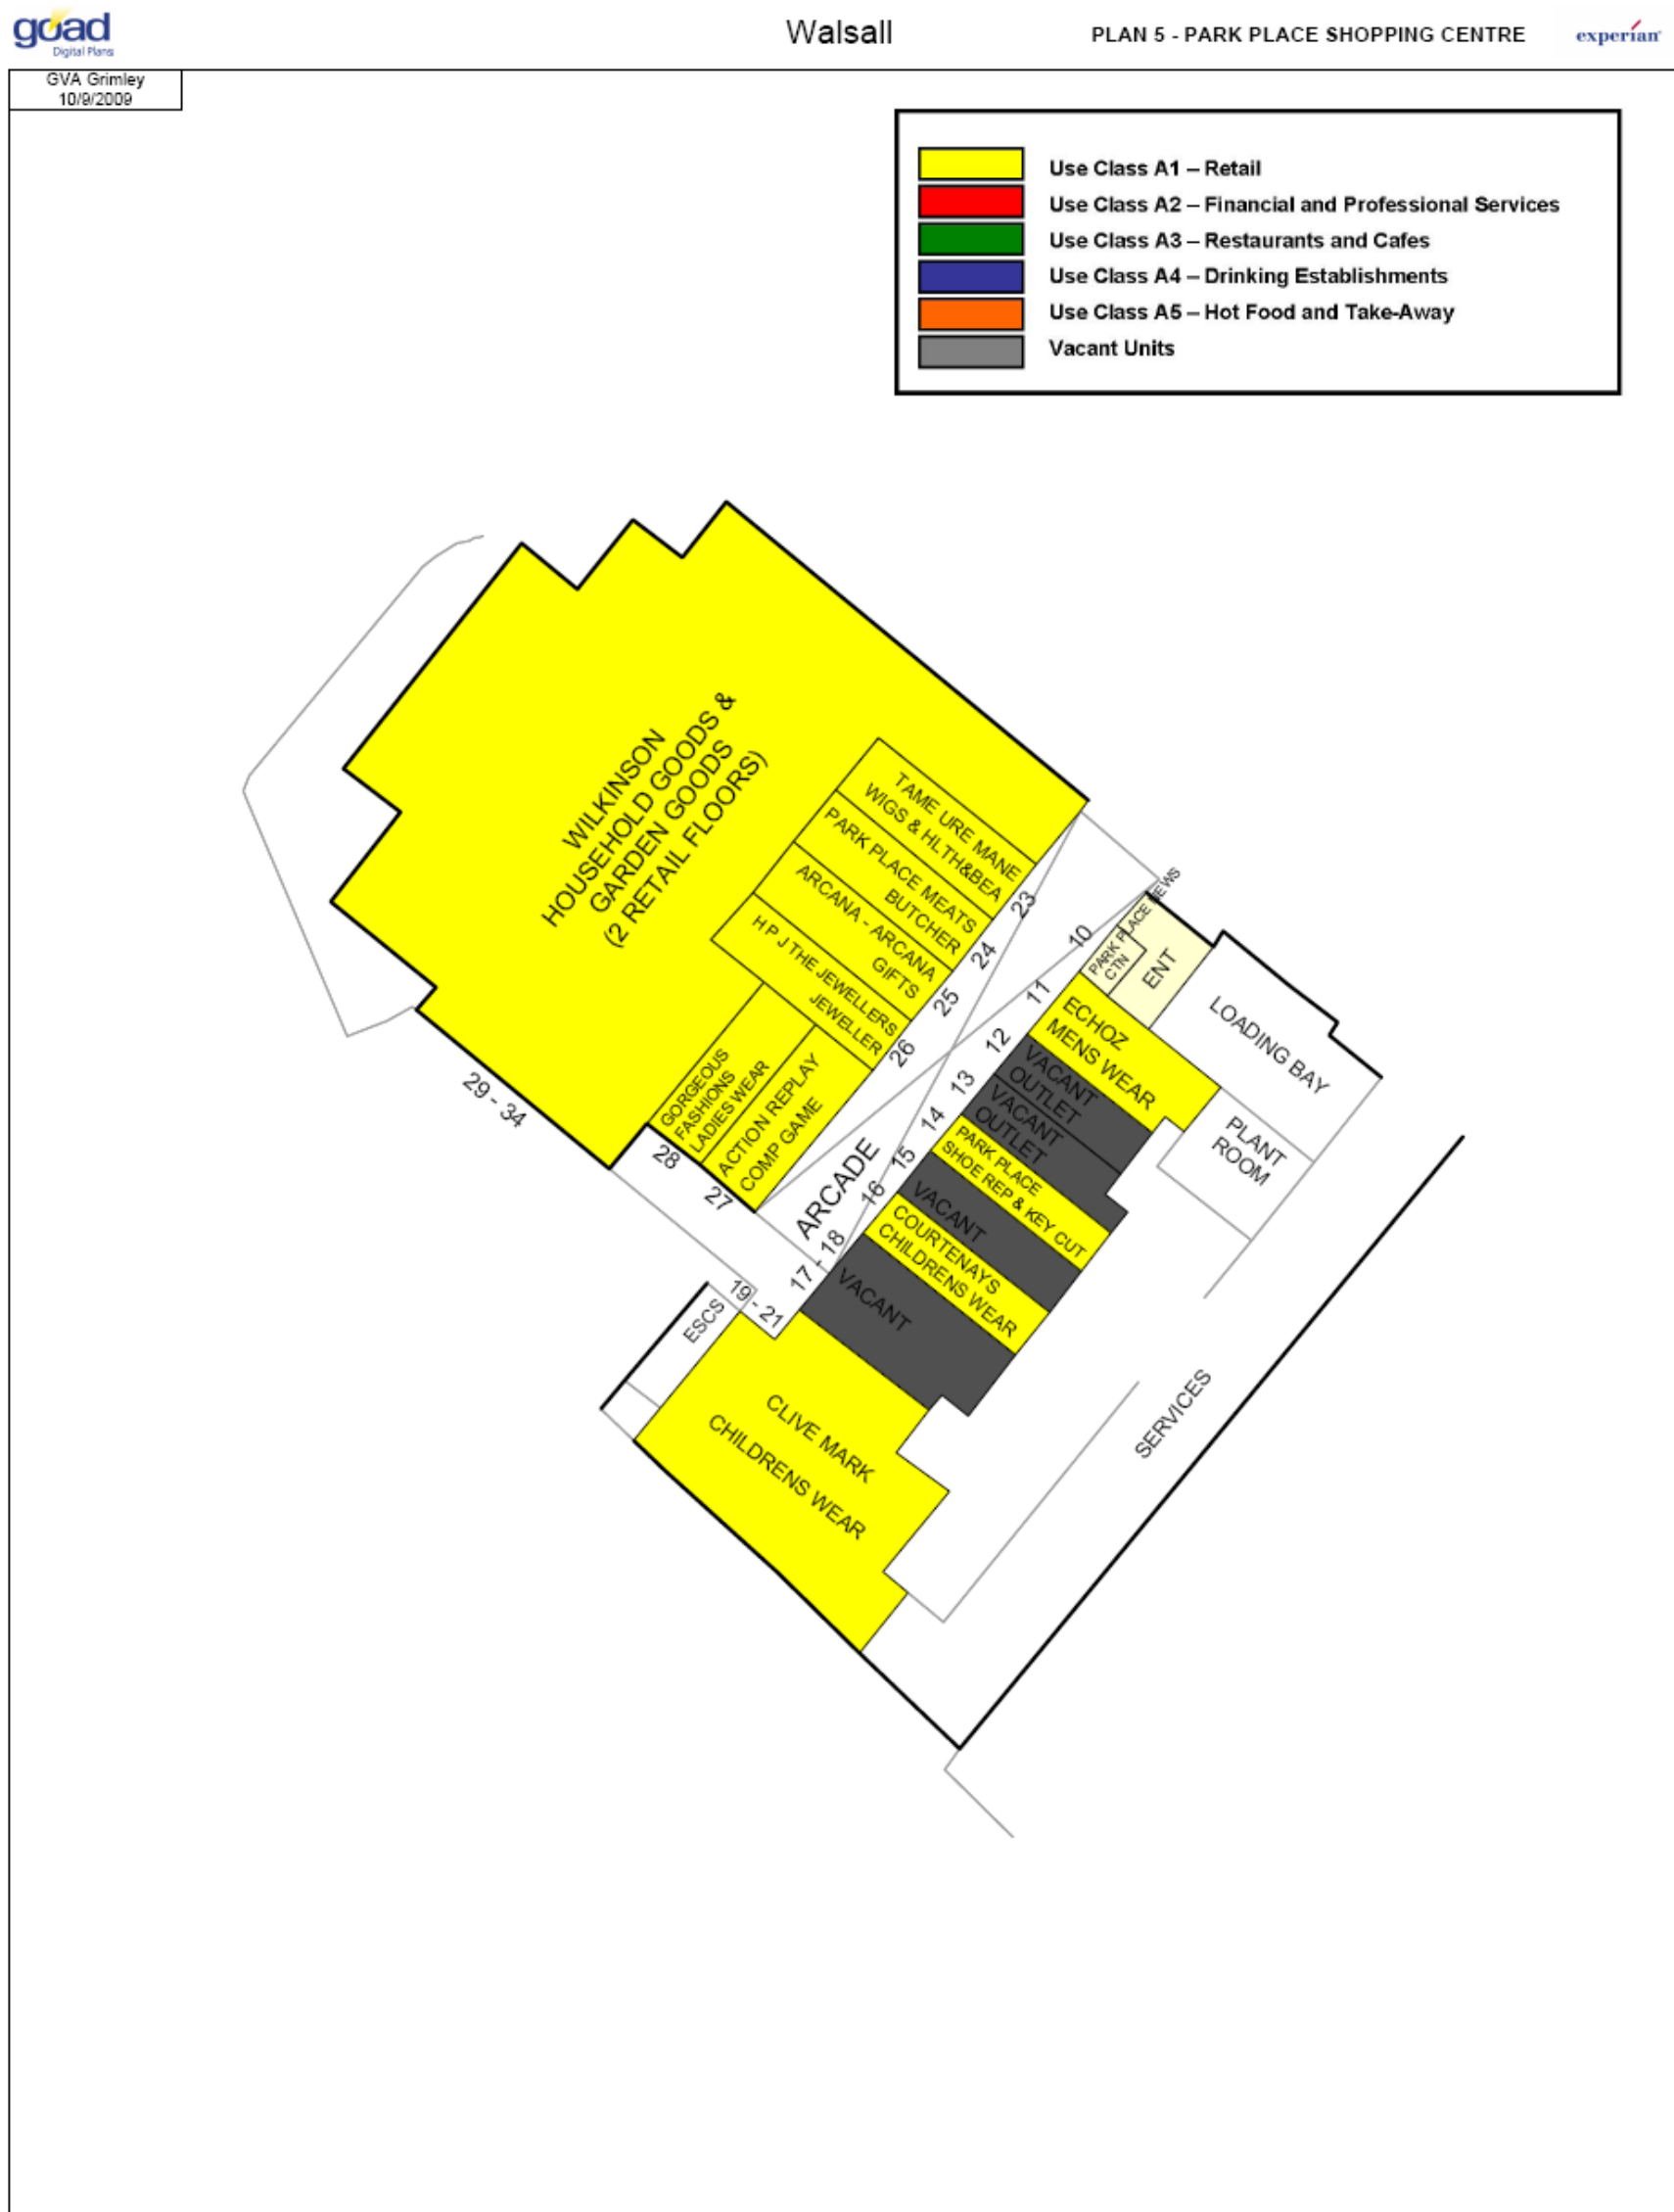 goad
Digital Plans
Walsall
PLAN 5 - PARK PLACE SHOPPING CENTRE
experian
GVA Grimley
10/9/2009
Use Class A1 – Retail
Use Class A2 – Financial and Professional Services
Use Class A3 – Restaurants and Cafes
Use Class A4 – Drinking Establishments
Use Class A5 – Hot Food and Take-Away
Vacant Units
WILKINSON
HOUSEHOLD GOODS &
GARDEN GOODS
(2 RETAIL FLOORS)
TAME URE MANE
WIGS & HLTH&BEA
23
PARK PLACE MEATS
BUTCHER
24
ARCANA - ARCANA
GIFTS
25
H P J THE JEWELLERS
JEWELLER
26
GORGEOUS
FASHIONS
LADIES WEAR
28
ACTION REPLAY
COMP GAME
27
29 - 34
ARCADE
10
PARK PLACE NEWS
CTN
ENT
LOADING BAY
11
ECHOZ
MENS WEAR
PLANT
ROOM
12
VACANT
OUTLET
13
VACANT
OUTLET
14
PARK PLACE
SHOE REP & KEY CUT
15
VACANT
16
COURTENAYS
CHILDRENS WEAR
17 - 18
VACANT
19 - 21
ESCS
CLIVE MARK
CHILDRENS WEAR
SERVICES